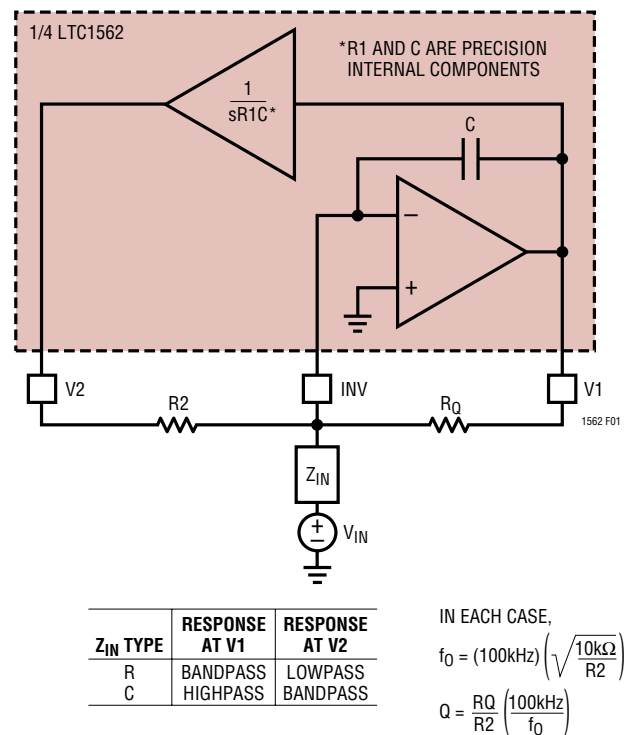 1/4 LTC1562
*R1 AND C ARE PRECISION
INTERNAL COMPONENTS
1
sR1C*
C
−
+
V2
INV
V1
R2
RQ
1562 F01
ZIN
+
−
VIN
ZIN TYPE RESPONSE AT V1 RESPONSE AT V2
R BANDPASS LOWPASS
C HIGHPASS BANDPASS
IN EACH CASE,
fO = (100kHz) (√(10kΩ/R2))
Q = RQ/R2 (100kHz/fO)